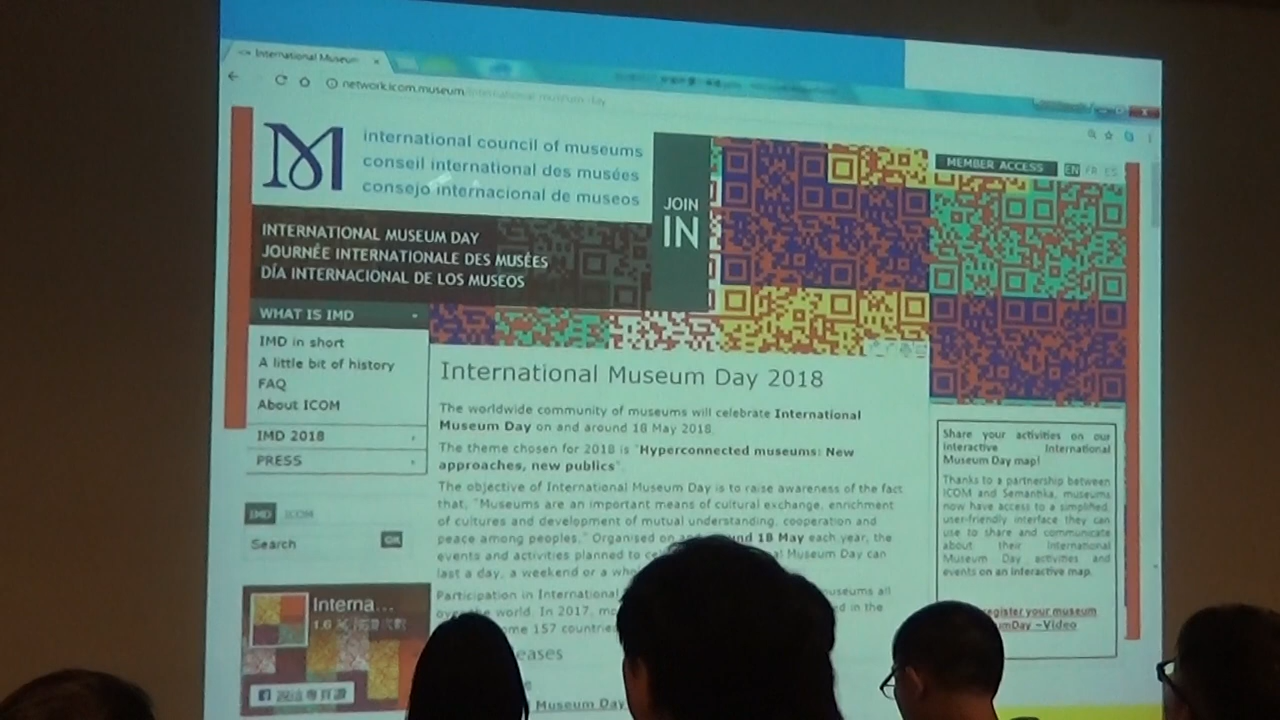 International Museum
network.icom.museum/international-museum-day
international council of museums
conseil international des musées
consejo internacional de museos
JOIN
IN
MEMBER ACCESS
EN FR ES
INTERNATIONAL MUSEUM DAY
JOURNÉE INTERNATIONALE DES MUSÉES
DÍA INTERNACIONAL DE LOS MUSEOS
WHAT IS IMD
IMD in short
A little bit of history
FAQ
About ICOM
IMD 2018
PRESS
IMD ICOM
Search
OK
Interna...
International Museum Day 2018
The worldwide community of museums will celebrate International
Museum Day on and around 18 May 2018.
The theme chosen for 2018 is "Hyperconnected museums: New
approaches, new publics".
The objective of International Museum Day is to raise awareness of the fact
that, "Museums are an important means of cultural exchange, enrichment
of cultures and development of mutual understanding, cooperation and
peace among peoples." Organised on and around 18 May each year, the
events and activities planned to Museum Day can
last a day, a weekend or a
Participation in International museums all
over the world. In 2017, in the
157 countries
eases
Museum Day
Share your activities on our
interactive International
Museum Day map!
Thanks to a partnership between
ICOM and Semantika, museums
now have access to a simplified,
user-friendly interface they can
use to share and communicate
about their International
Museum Day activities and
events on an interactive map.
register your museum
Day –Video